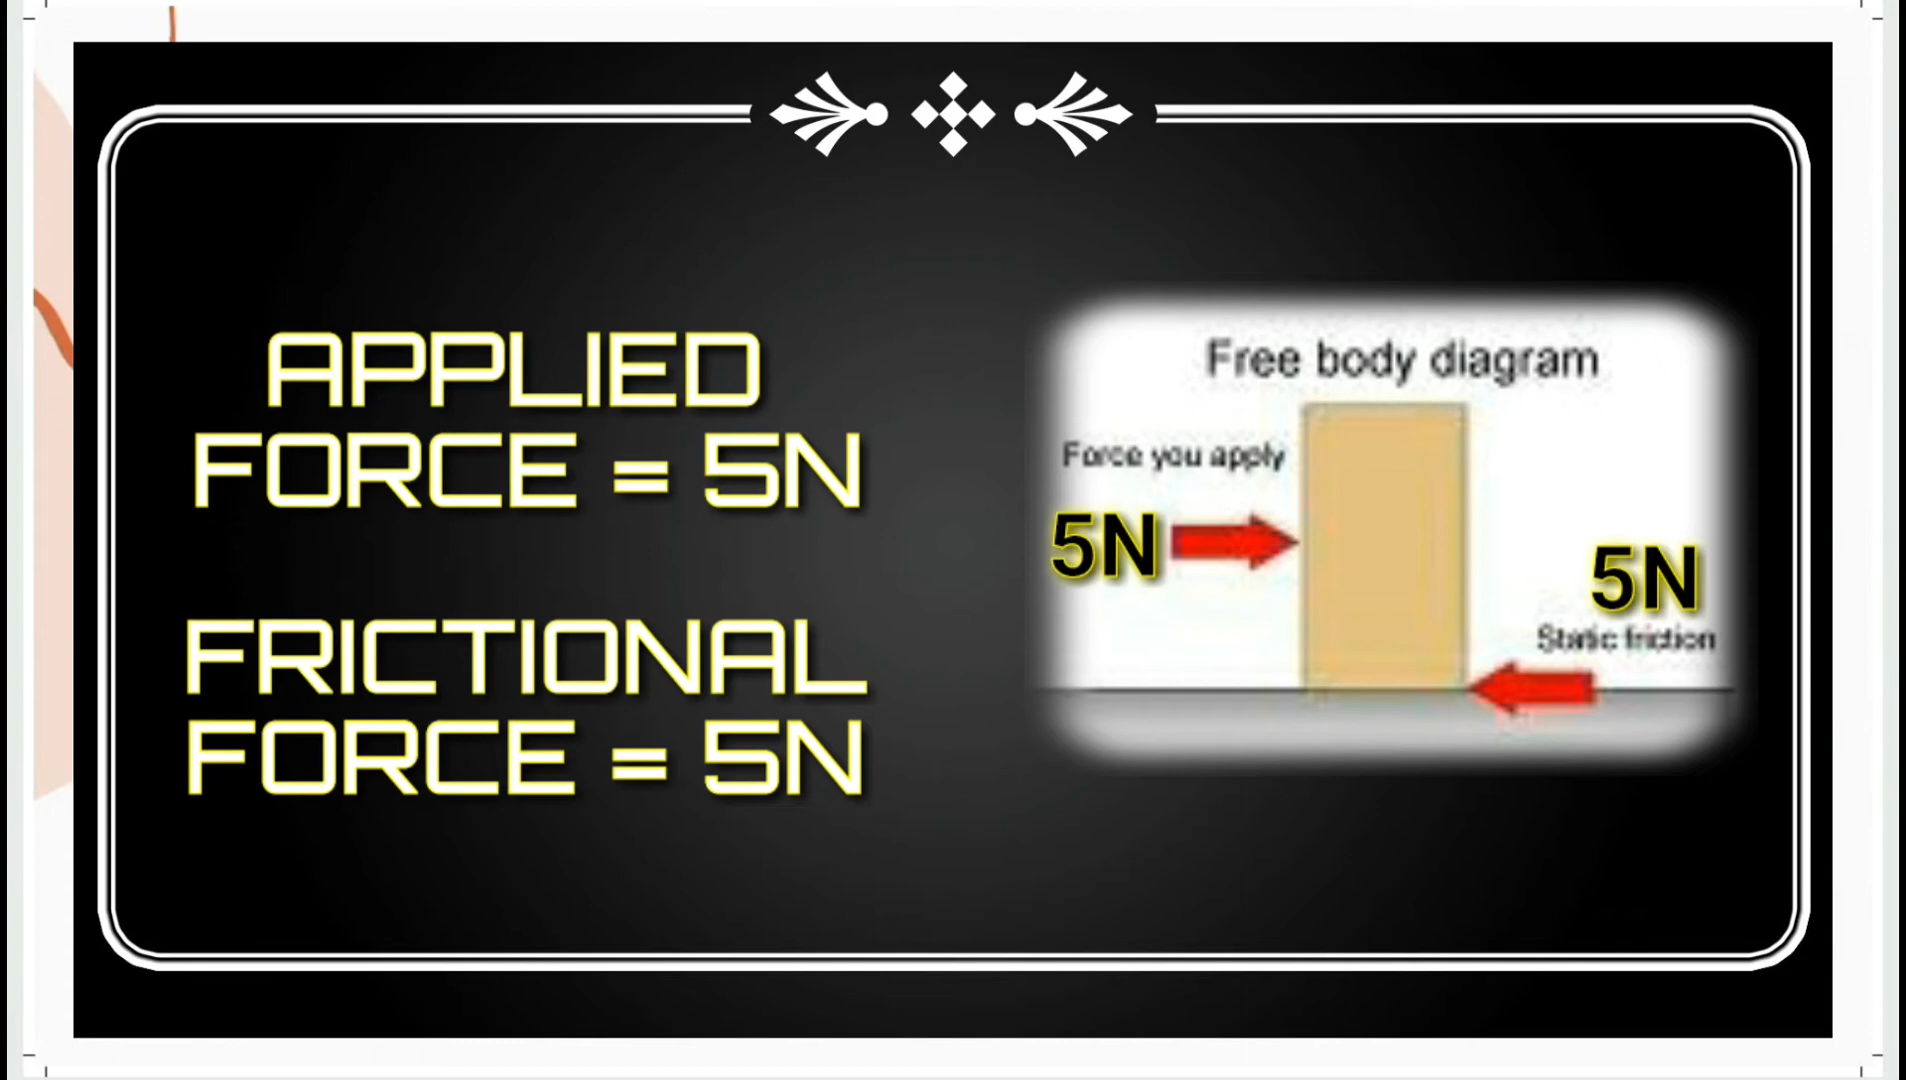 APPLIED
FORCE = 5N
FRICTIONAL
FORCE = 5N
Free body diagram
Force you apply
5N
5N
Static friction